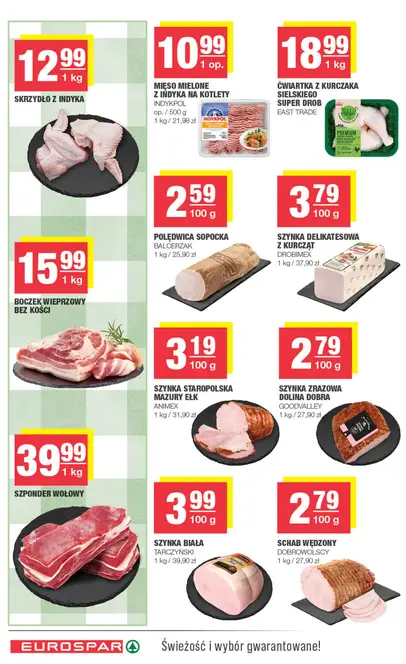 12 99
1 kg
SKRZYDŁO Z INDYKA
15 99
1 kg
BOCZEK WIEPRZOWY
BEZ KOŚCI
39 99
1 kg
SZPONDER WOŁOWY
10 99
1 op.
MIĘSO MIELONE
Z INDYKA NA KOTLETY
INDYKPOL
op. / 500 g
1 kg / 21,98 zł
INDYKPOL
18 99
1 kg
ĆWIARTKA Z KURCZAKA
SIELSKIEGO
SUPER DROB
EAST TRADE
PREMIUM
2 59
100 g
POLĘDWICA SOPOCKA
BALCERZAK
1 kg / 25,90 zł
3 79
100 g
SZYNKA DELIKATESOWA
Z KURCZĄT
DROBIMEX
1 kg / 37,90 zł
3 19
100 g
SZYNKA STAROPOLSKA
MAZURY EŁK
ANIMEX
1 kg / 31,90 zł
2 79
100 g
SZYNKA ZRAZOWA
DOLINA DOBRA
GOODVALLEY
1 kg / 27,90 zł
3 99
100 g
SZYNKA BIAŁA
TARCZYŃSKI
1 kg / 39,90 zł
2 79
100 g
SCHAB WĘDZONY
DOBROWOLSCY
1 kg / 27,90 zł
EUROSPAR
Świeżość i wybór gwarantowane!